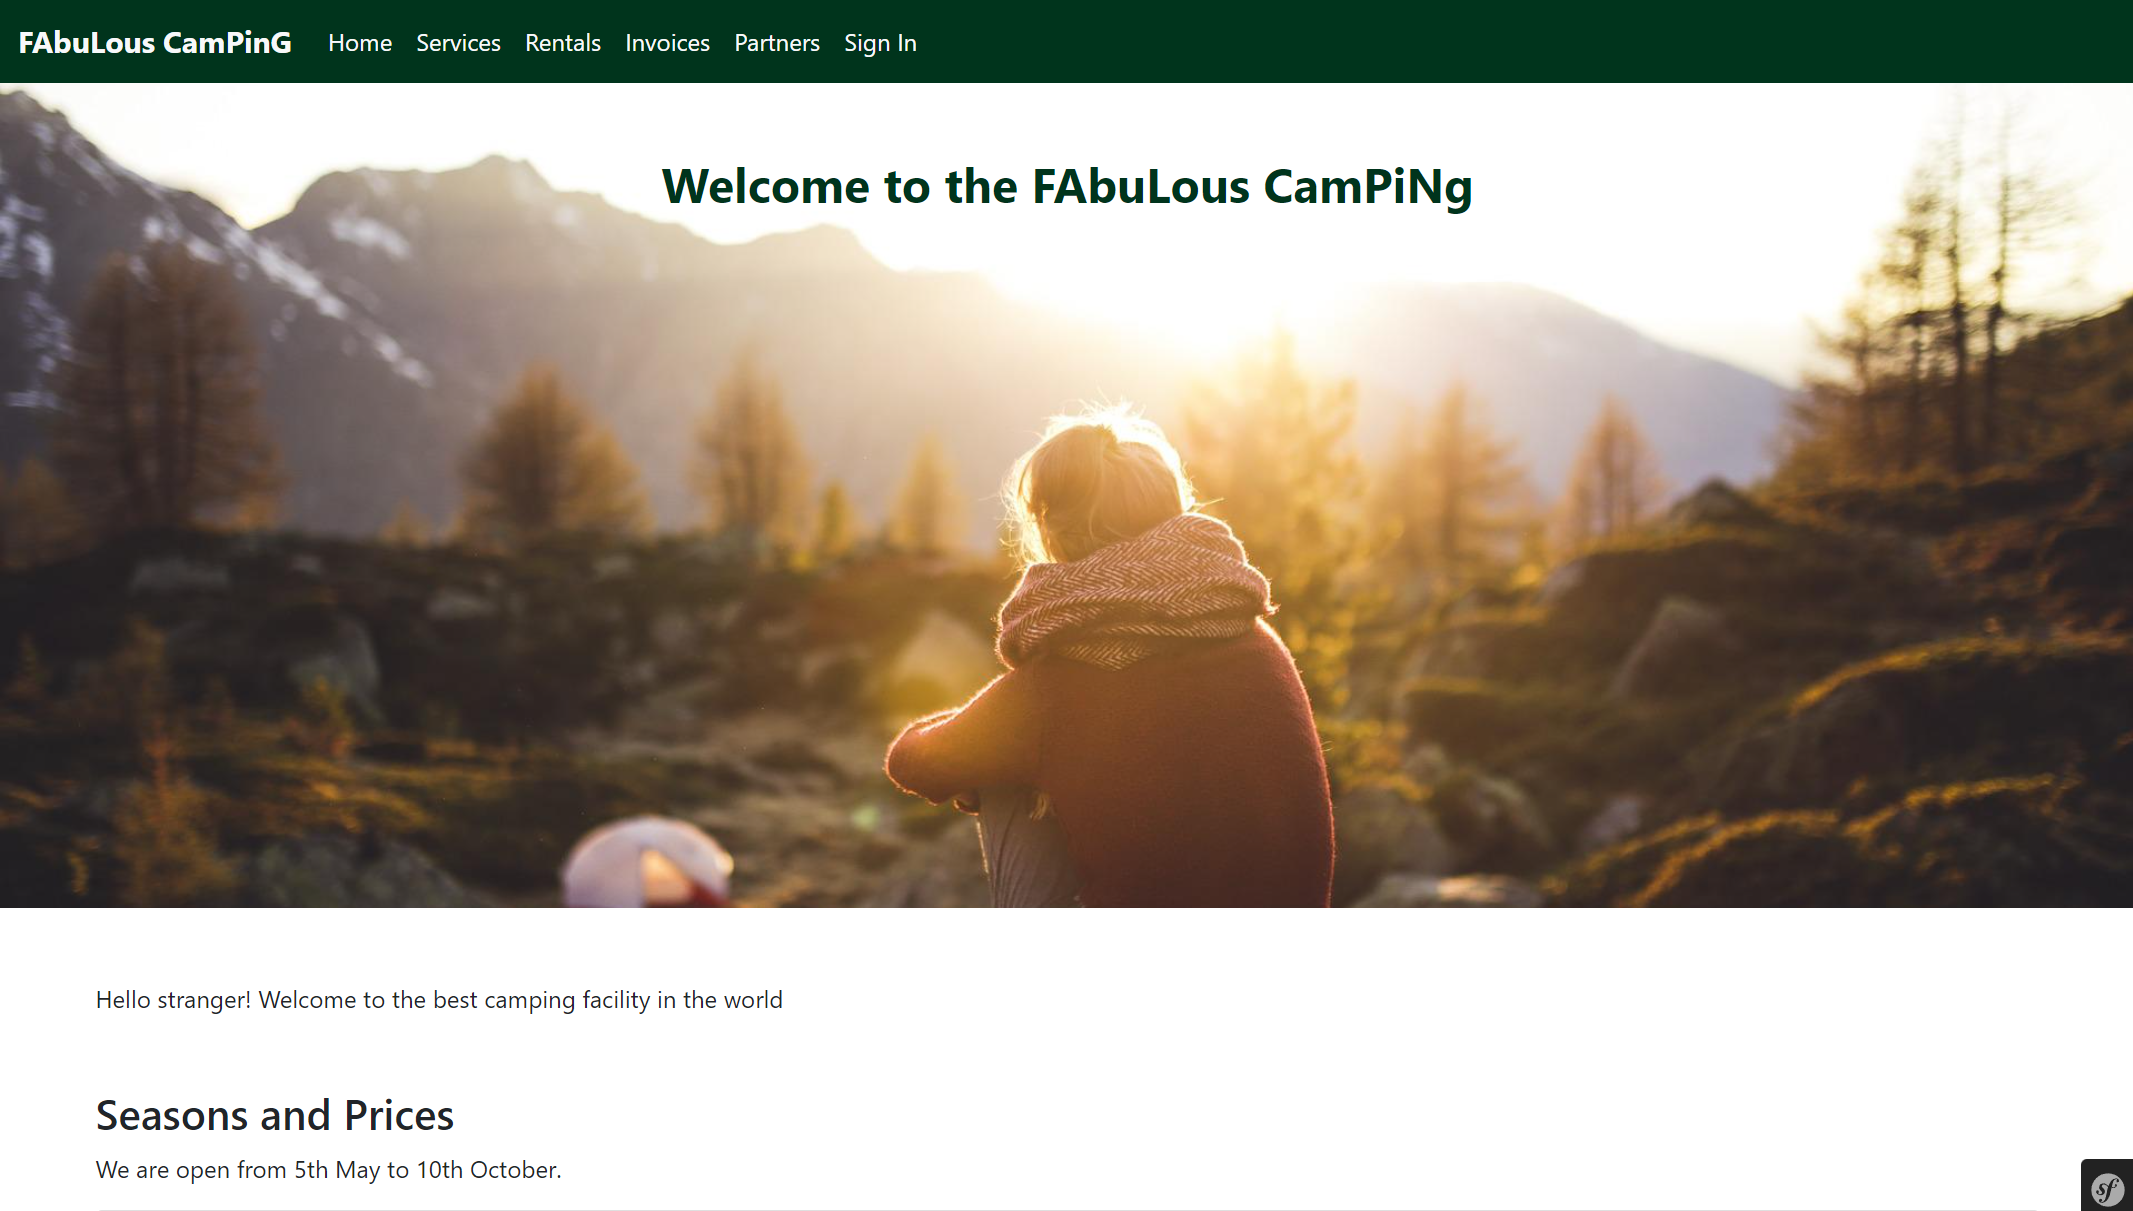 FAbuLous CamPinG Home Services Rentals Invoices Partners Sign In
Welcome to the FAbuLous CamPiNg
Hello stranger! Welcome to the best camping facility in the world
Seasons and Prices
We are open from 5th May to 10th October.
sf